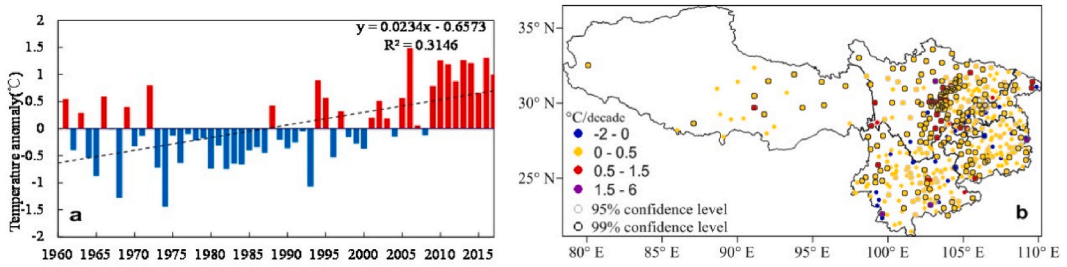 y = 0.0234x - 0.6573
R² = 0.3146
Temperature anomaly(℃)
2
1.5
1
0.5
0
-0.5
-1
-1.5
-2
a
1960 1965 1970 1975 1980 1985 1990 1995 2000 2005 2010 2015
35° N
30° N
25° N
°C/decade
-2 - 0
0 - 0.5
0.5 - 1.5
1.5 - 6
95% confidence level
99% confidence level
b
80° E 85° E 90° E 95° E 100° E 105° E 110° E